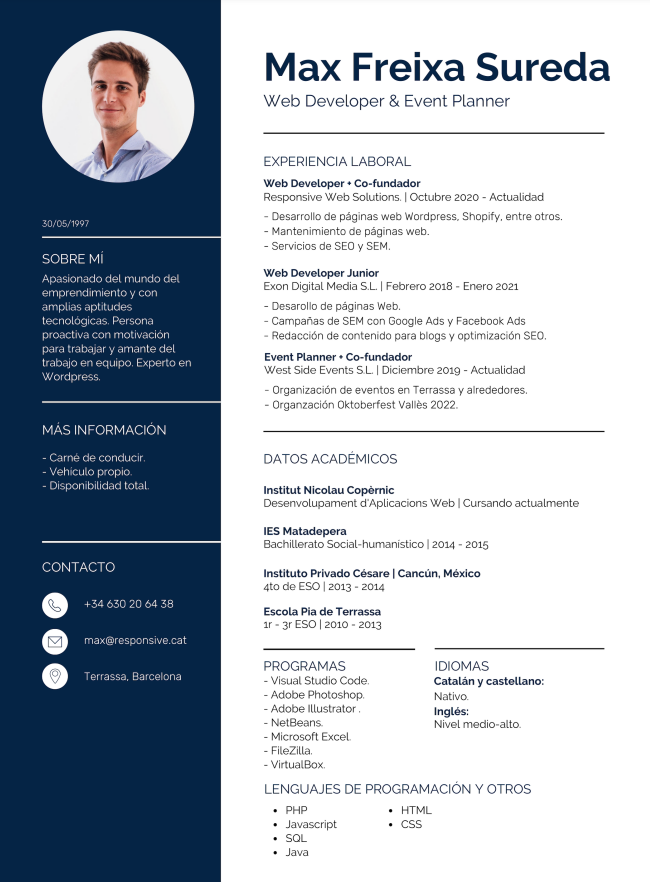 30/05/1997
SOBRE MÍ
Apasionado del mundo del
emprendimiento y con
amplias aptitudes
tecnológicas. Persona
proactiva con motivación
para trabajar y amante del
trabajo en equipo. Experto en
Wordpress.
MÁS INFORMACIÓN
- Carné de conducir.
- Vehículo propio.
- Disponibilidad total.
CONTACTO
+34 630 20 64 38
max@responsive.cat
Terrassa, Barcelona
Max Freixa Sureda
Web Developer & Event Planner
EXPERIENCIA LABORAL
Web Developer + Co-fundador
Responsive Web Solutions. | Octubre 2020 - Actualidad
- Desarrollo de páginas web Wordpress, Shopify, entre otros.
- Mantenimiento de páginas web.
- Servicios de SEO y SEM.
Web Developer Junior
Exon Digital Media S.L. | Febrero 2018 - Enero 2021
- Desarollo de páginas Web.
- Campañas de SEM con Google Ads y Facebook Ads
- Redacción de contenido para blogs y optimización SEO.
Event Planner + Co-fundador
West Side Events S.L. | Diciembre 2019 - Actualidad
- Organización de eventos en Terrassa y alrededores.
- Organzación Oktoberfest Vallès 2022.
DATOS ACADÉMICOS
Institut Nicolau Copèrnic
Desenvolupament d'Aplicacions Web | Cursando actualmente
IES Matadepera
Bachillerato Social-humanístico | 2014 - 2015
Instituto Privado Césare | Cancún, México
4to de ESO | 2013 - 2014
Escola Pia de Terrassa
1r - 3r ESO | 2010 - 2013
PROGRAMAS
- Visual Studio Code.
- Adobe Photoshop.
- Adobe Illustrator .
- NetBeans.
- Microsoft Excel.
- FileZilla.
- VirtualBox.
IDIOMAS
Catalán y castellano:
Nativo.
Inglés:
Nivel medio-alto.
LENGUAJES DE PROGRAMACIÓN Y OTROS
• PHP
• Javascript
• SQL
• Java
• HTML
• CSS